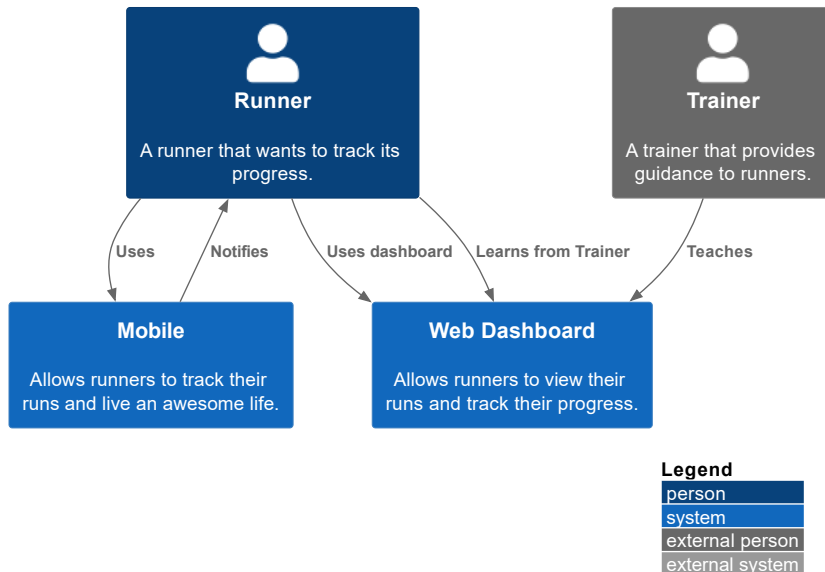 Runner
A runner that wants to track its
progress.
Trainer
A trainer that provides
guidance to runners.
Uses
Notifies
Uses dashboard
Learns from Trainer
Teaches
Mobile
Allows runners to track their
runs and live an awesome life.
Web Dashboard
Allows runners to view their
runs and track their progress.
Legend
person
system
external person
external system